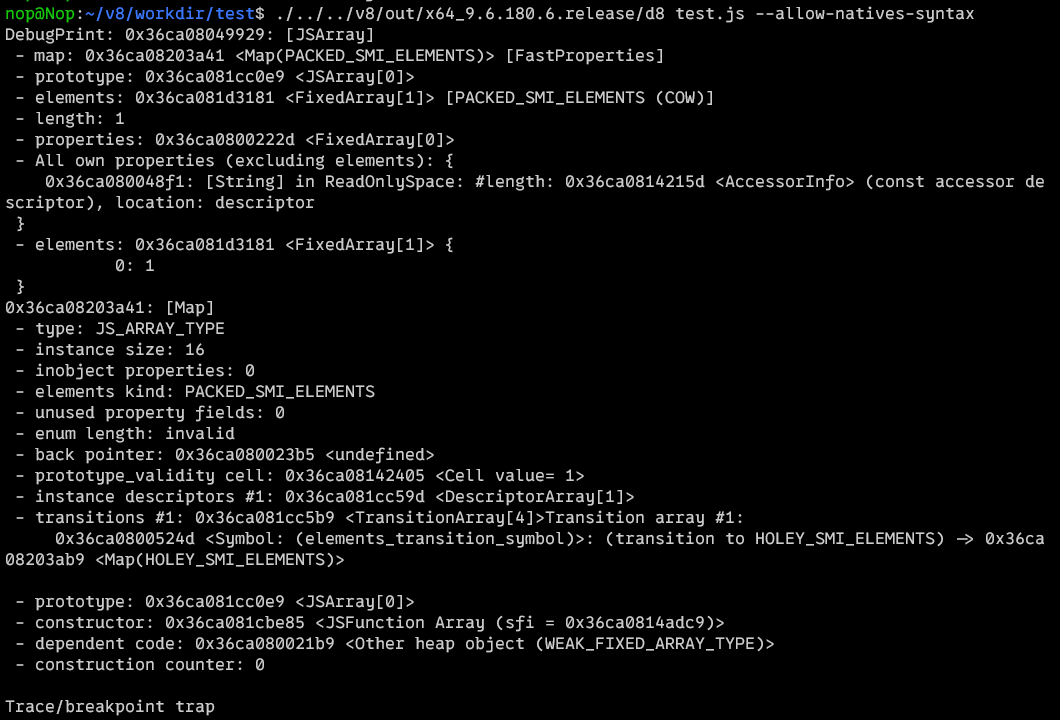 nop@Nop:~/v8/workdir/test$ ./../../v8/out/x64_9.6.180.6.release/d8 test.js --allow-natives-syntax
DebugPrint: 0x36ca08049929: [JSArray]
 - map: 0x36ca08203a41 <Map(PACKED_SMI_ELEMENTS)> [FastProperties]
 - prototype: 0x36ca081cc0e9 <JSArray[0]>
 - elements: 0x36ca081d3181 <FixedArray[1]> [PACKED_SMI_ELEMENTS (COW)]
 - length: 1
 - properties: 0x36ca0800222d <FixedArray[0]>
 - All own properties (excluding elements): {
    0x36ca080048f1: [String] in ReadOnlySpace: #length: 0x36ca0814215d <AccessorInfo> (const accessor de
scriptor), location: descriptor
 }
 - elements: 0x36ca081d3181 <FixedArray[1]> {
           0: 1
 }
0x36ca08203a41: [Map]
 - type: JS_ARRAY_TYPE
 - instance size: 16
 - inobject properties: 0
 - elements kind: PACKED_SMI_ELEMENTS
 - unused property fields: 0
 - enum length: invalid
 - back pointer: 0x36ca080023b5 <undefined>
 - prototype_validity cell: 0x36ca08142405 <Cell value= 1>
 - instance descriptors #1: 0x36ca081cc59d <DescriptorArray[1]>
 - transitions #1: 0x36ca081cc5b9 <TransitionArray[4]>Transition array #1:
     0x36ca0800524d <Symbol: (elements_transition_symbol)>: (transition to HOLEY_SMI_ELEMENTS) -> 0x36ca
08203ab9 <Map(HOLEY_SMI_ELEMENTS)>

 - prototype: 0x36ca081cc0e9 <JSArray[0]>
 - constructor: 0x36ca081cbe85 <JSFunction Array (sfi = 0x36ca0814adc9)>
 - dependent code: 0x36ca080021b9 <Other heap object (WEAK_FIXED_ARRAY_TYPE)>
 - construction counter: 0

Trace/breakpoint trap